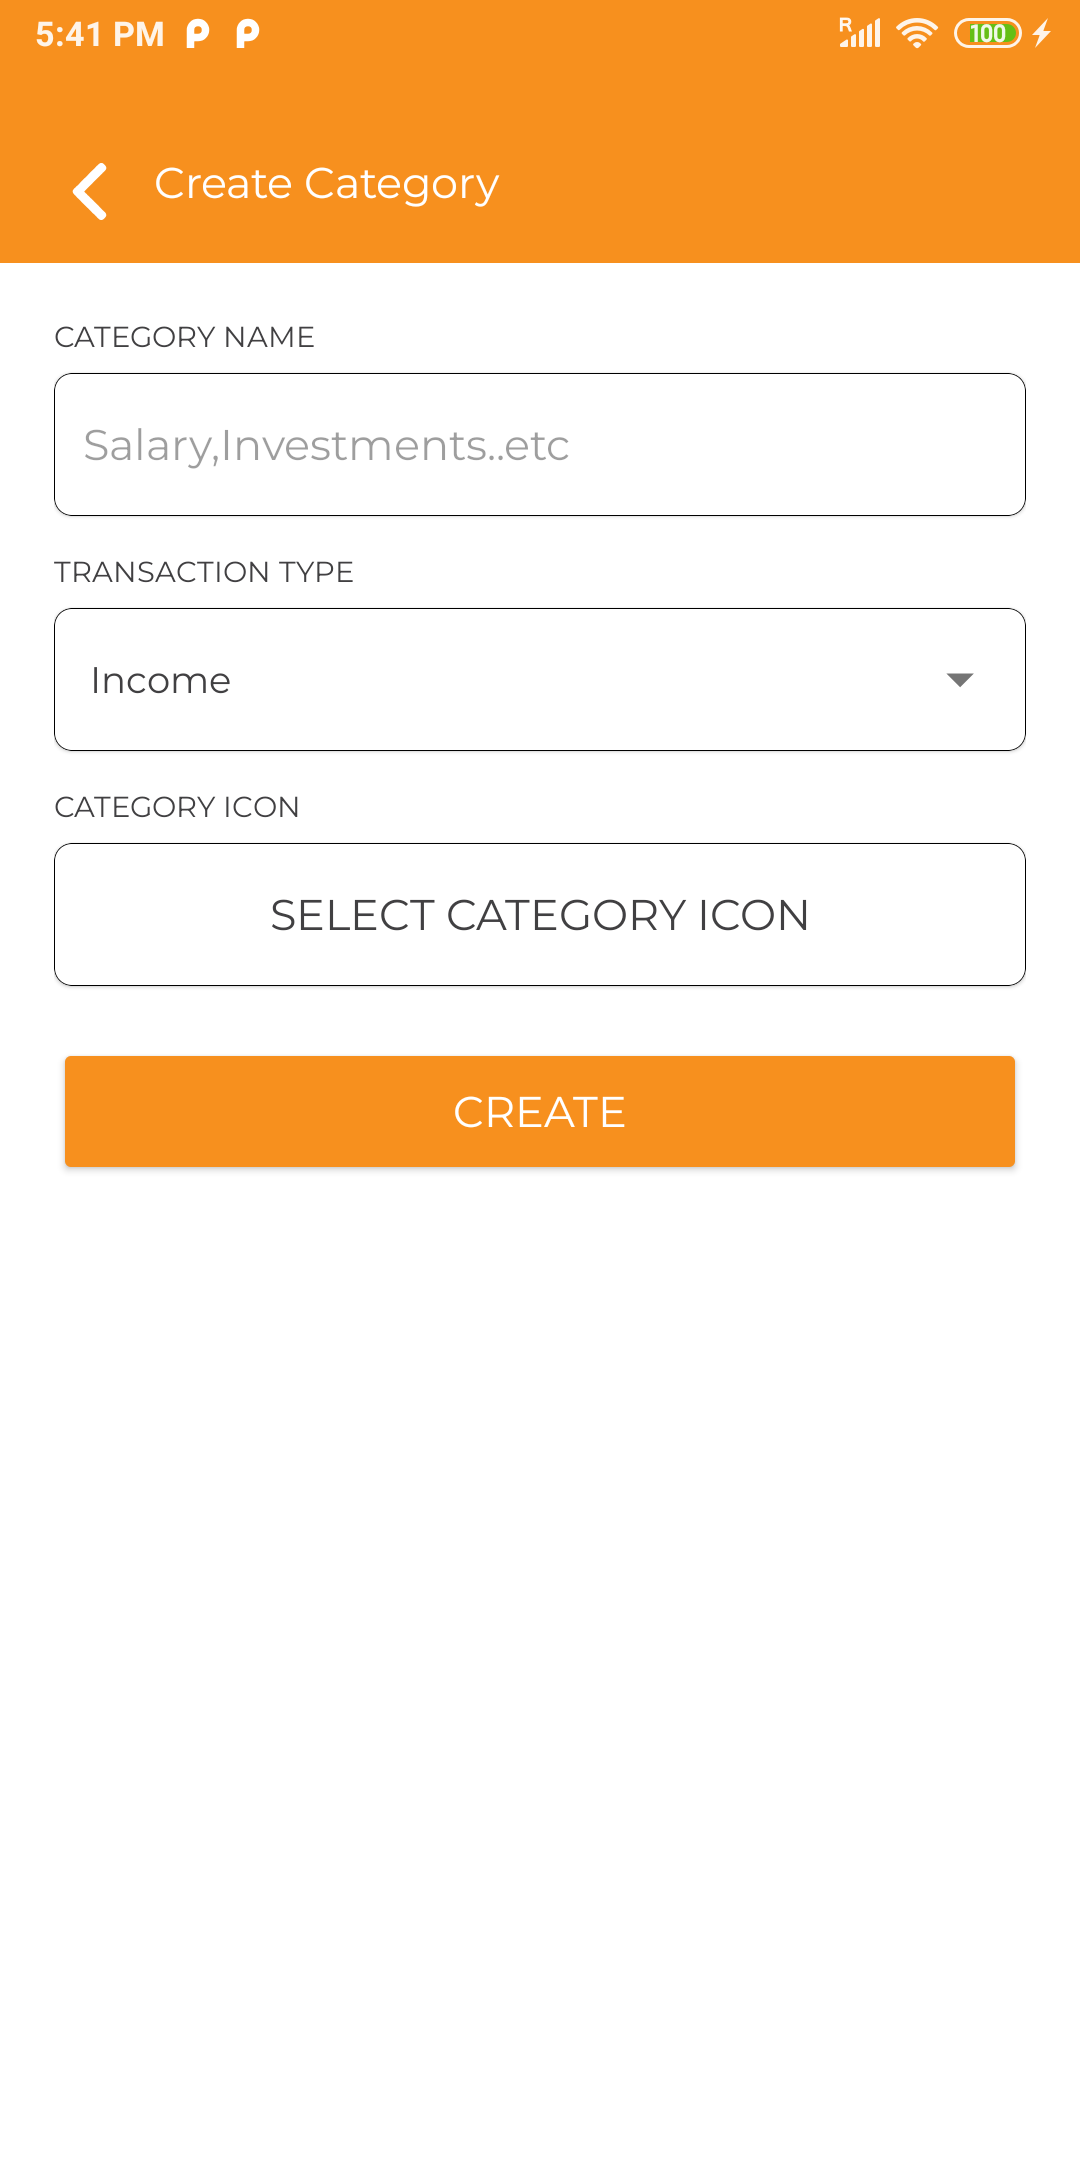 5:41 PM
R
100
Create Category
CATEGORY NAME
Salary,Investments..etc
TRANSACTION TYPE
Income
CATEGORY ICON
SELECT CATEGORY ICON
CREATE